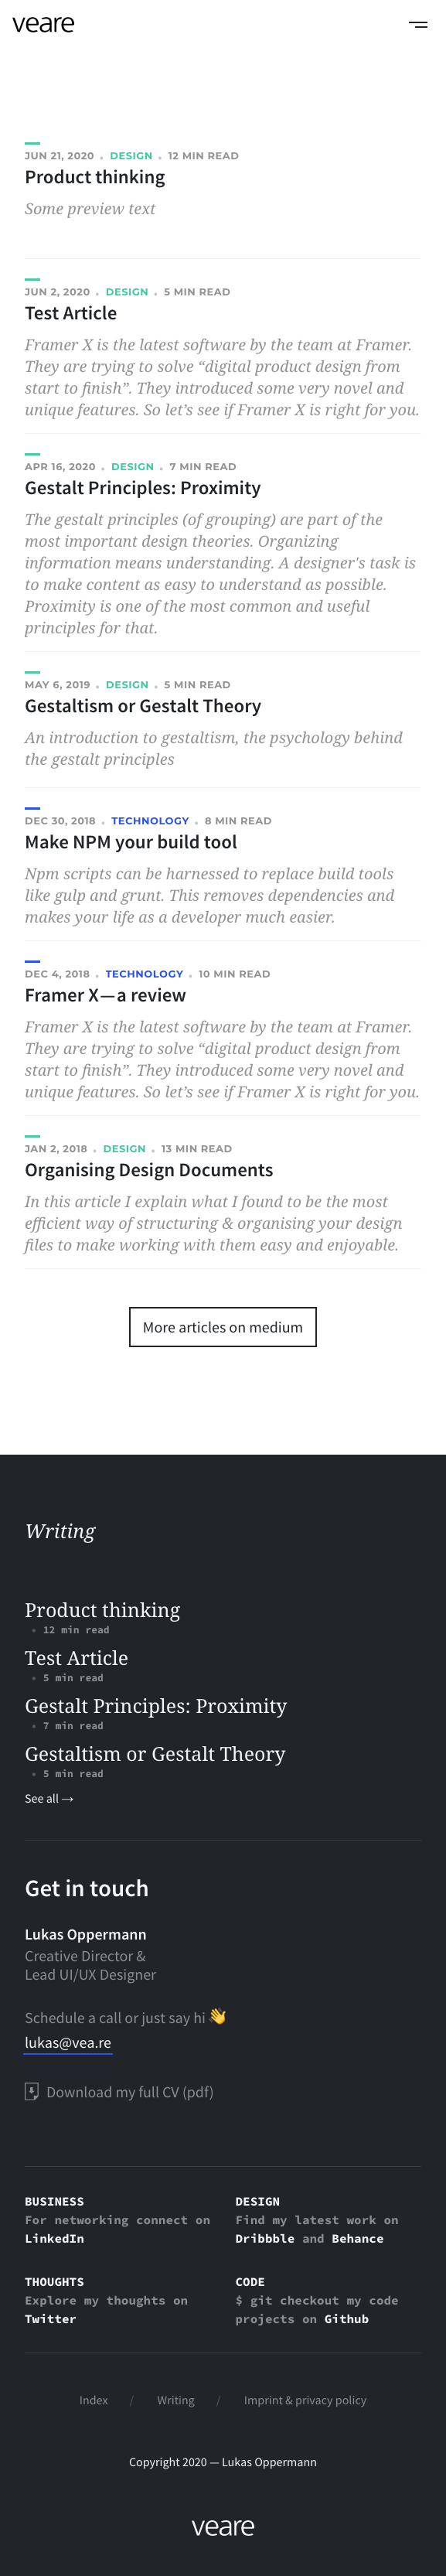 veare
JUN 21, 2020 • DESIGN • 12 MIN READ
Product thinking
Some preview text
JUN 2, 2020 • DESIGN • 5 MIN READ
Test Article
Framer X is the latest software by the team at Framer.
They are trying to solve “digital product design from
start to finish”. They introduced some very novel and
unique features. So let’s see if Framer X is right for you.
APR 16, 2020 • DESIGN • 7 MIN READ
Gestalt Principles: Proximity
The gestalt principles (of grouping) are part of the
most important design theories. Organizing
information means understanding. A designer's task is
to make content as easy to understand as possible.
Proximity is one of the most common and useful
principles for that.
MAY 6, 2019 • DESIGN • 5 MIN READ
Gestaltism or Gestalt Theory
An introduction to gestaltism, the psychology behind
the gestalt principles
DEC 30, 2018 • TECHNOLOGY • 8 MIN READ
Make NPM your build tool
Npm scripts can be harnessed to replace build tools
like gulp and grunt. This removes dependencies and
makes your life as a developer much easier.
DEC 4, 2018 • TECHNOLOGY • 10 MIN READ
Framer X — a review
Framer X is the latest software by the team at Framer.
They are trying to solve “digital product design from
start to finish”. They introduced some very novel and
unique features. So let’s see if Framer X is right for you.
JAN 2, 2018 • DESIGN • 13 MIN READ
Organising Design Documents
In this article I explain what I found to be the most
efficient way of structuring & organising your design
files to make working with them easy and enjoyable.
More articles on medium
Writing
Product thinking
• 12 min read
Test Article
• 5 min read
Gestalt Principles: Proximity
• 7 min read
Gestaltism or Gestalt Theory
• 5 min read
See all →
Get in touch
Lukas Oppermann
Creative Director &
Lead UI/UX Designer
Schedule a call or just say hi 👋
lukas@vea.re
Download my full CV (pdf)
BUSINESS
For networking connect on
LinkedIn
DESIGN
Find my latest work on
Dribbble and Behance
THOUGHTS
Explore my thoughts on
Twitter
CODE
$ git checkout my code
projects on Github
Index / Writing / Imprint & privacy policy
Copyright 2020 — Lukas Oppermann
veare